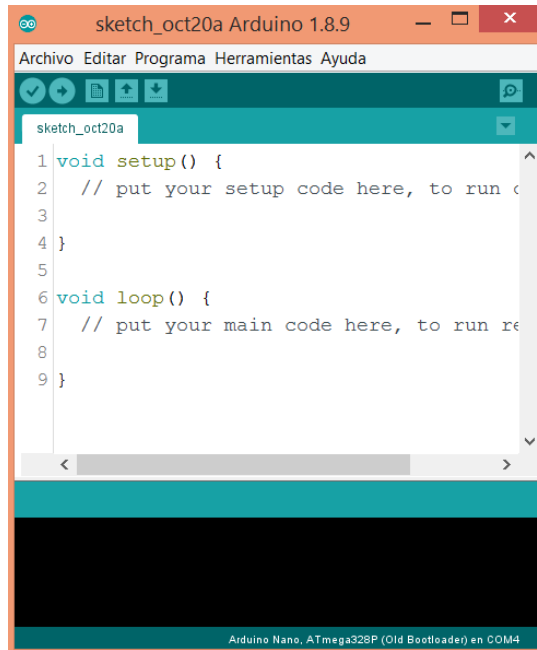 sketch_oct20a Arduino 1.8.9
Archivo Editar Programa Herramientas Ayuda
sketch_oct20a
1 void setup() {
2 // put your setup code here, to run
3
4 }
5
6 void loop() {
7 // put your main code here, to run re
8
9 }
Arduino Nano, ATmega328P (Old Bootloader) en COM4